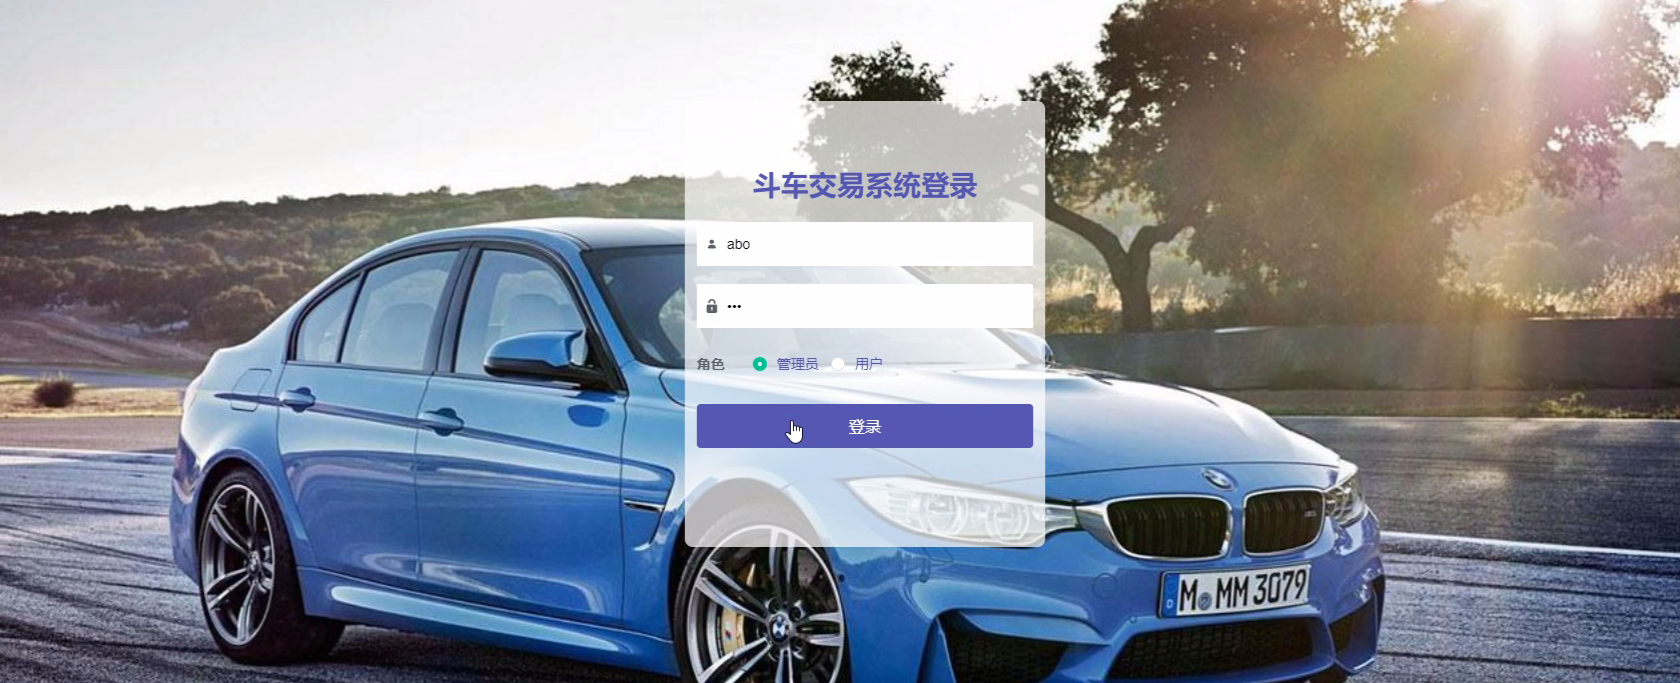 斗车交易系统登录
abo
•••
角色 管理员 用户
登录
M MM 3079